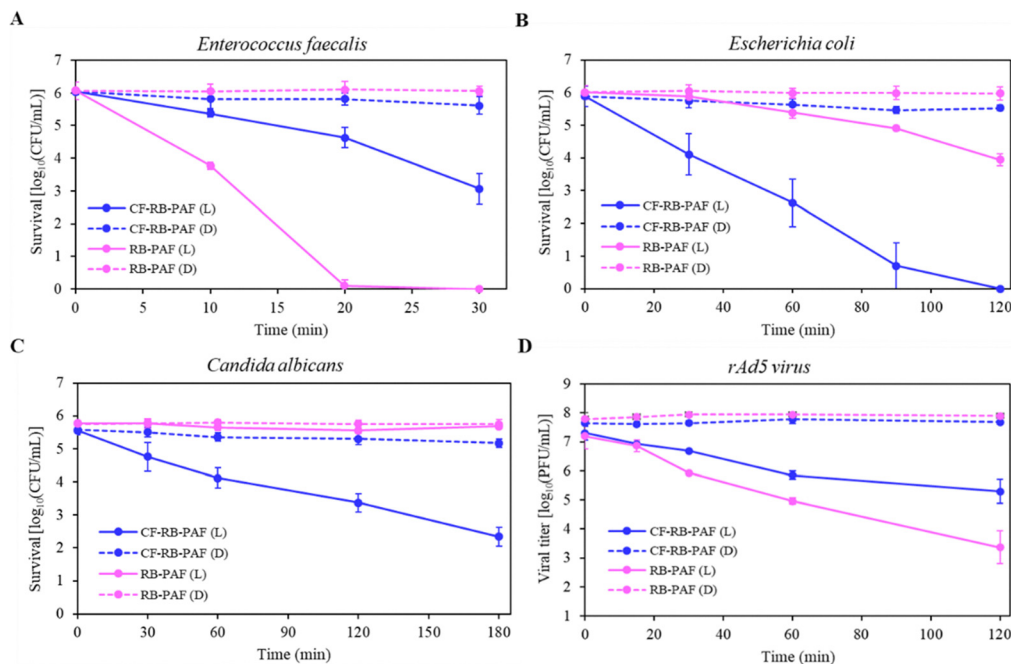 A
Enterococcus faecalis
Survival [log10(CFU/mL)]
7
6
5
4
3
2
1
0
CF-RB-PAF (L)
CF-RB-PAF (D)
RB-PAF (L)
RB-PAF (D)
0 5 10 15 20 25 30
Time (min)
B
Escherichia coli
Survival [log10(CFU/mL)]
7
6
5
4
3
2
1
0
CF-RB-PAF (L)
CF-RB-PAF (D)
RB-PAF (L)
RB-PAF (D)
0 20 40 60 80 100 120
Time (min)
C
Candida albicans
Survival [log10(CFU/mL)]
7
6
5
4
3
2
1
0
CF-RB-PAF (L)
CF-RB-PAF (D)
RB-PAF (L)
RB-PAF (D)
0 30 60 90 120 150 180
Time (min)
D
rAd5 virus
Viral titer [log10(PFU/mL)]
9
8
7
6
5
4
3
2
1
CF-RB-PAF (L)
CF-RB-PAF (D)
RB-PAF (L)
RB-PAF (D)
0 20 40 60 80 100 120
Time (min)